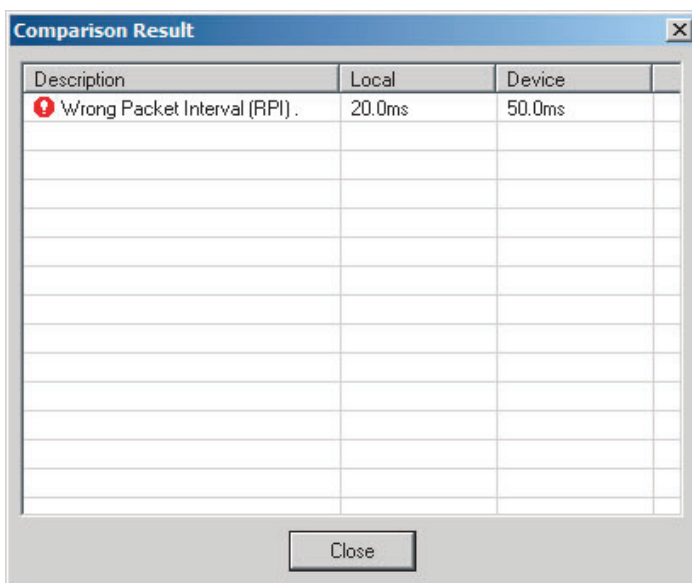 Comparison Result
Description Local Device
Wrong Packet Interval (RPI) . 20.0ms 50.0ms
Close